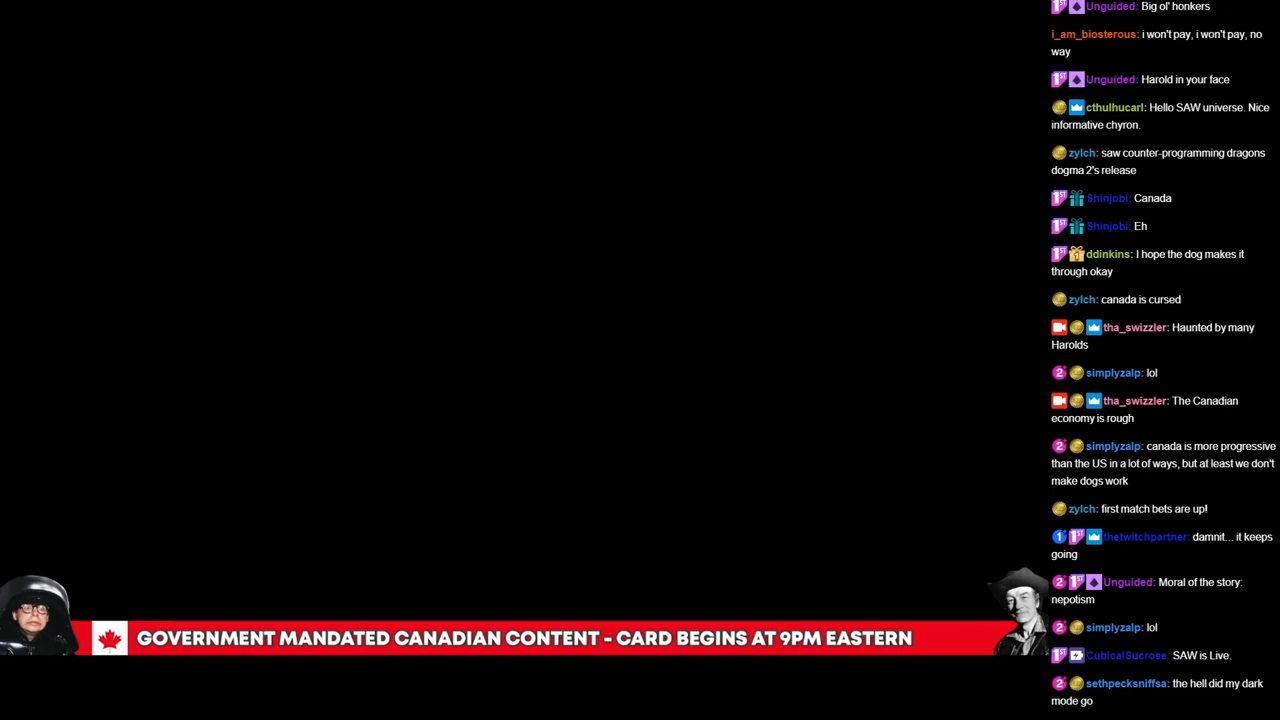 Unguided: Big ol' honkers
i_am_biosterous: i won't pay, i won't pay, no
way
Unguided: Harold in your face
cthulhucarl: Hello SAW universe. Nice
informative chyron.
zylch: saw counter-programming dragons
dogma 2's release
Shinjobi: Canada
Shinjobi: Eh
ddinkins: I hope the dog makes it
through okay
zylch: canada is cursed
tha_swizzler: Haunted by many
Harolds
simplyzalp: lol
tha_swizzler: The Canadian
economy is rough
simplyzalp: canada is more progressive
than the US in a lot of ways, but at least we don't
make dogs work
zylch: first match bets are up!
thetwitchpartner: damnit... it keeps
going
Unguided: Moral of the story:
nepotism
simplyzalp: lol
CubicalSucrose: SAW is Live.
sethpecksniffsa: the hell did my dark
mode go
GOVERNMENT MANDATED CANADIAN CONTENT - CARD BEGINS AT 9PM EASTERN